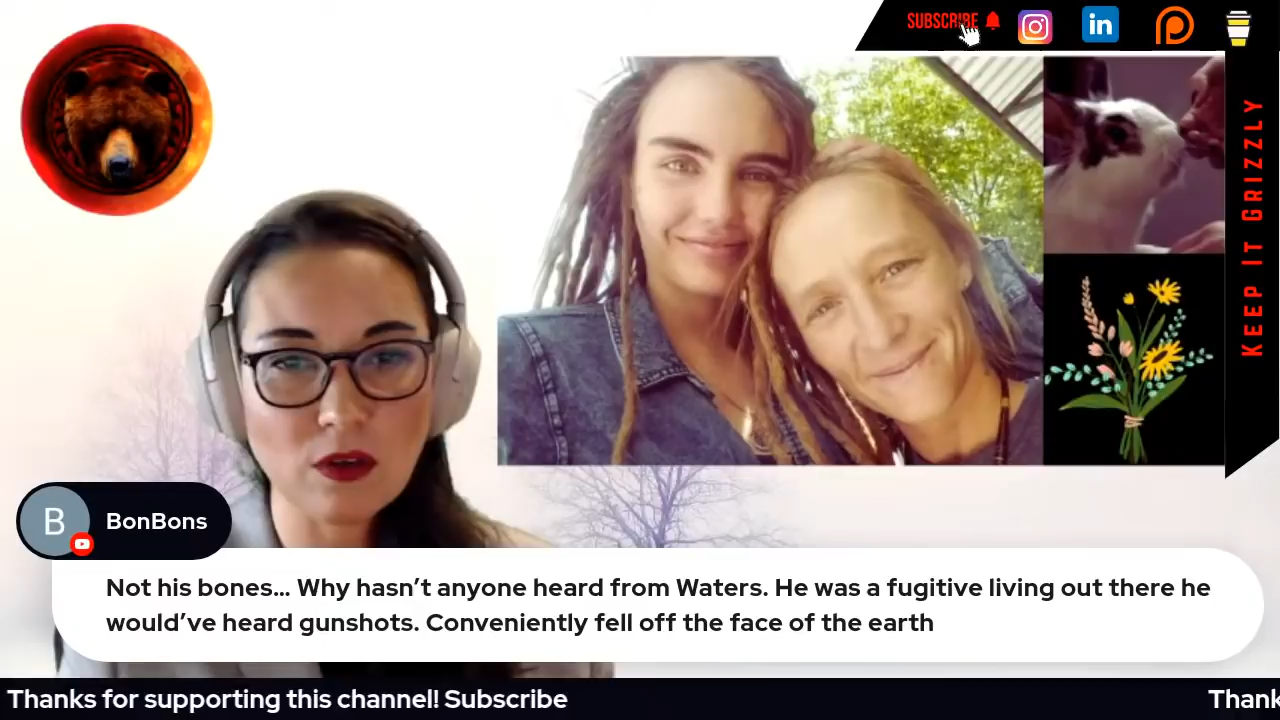 SUBSCRIBE
in
KEEP IT GRIZZLY
B
BonBons
Not his bones... Why hasn't anyone heard from Waters. He was a fugitive living out there he
would've heard gunshots. Conveniently fell off the face of the earth
Thanks for supporting this channel! Subscribe
Thank